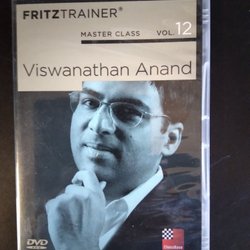 FRITZTRAINER®
MASTER CLASS VOL. 12
Viswanathan Anand
DVD
ChessBase